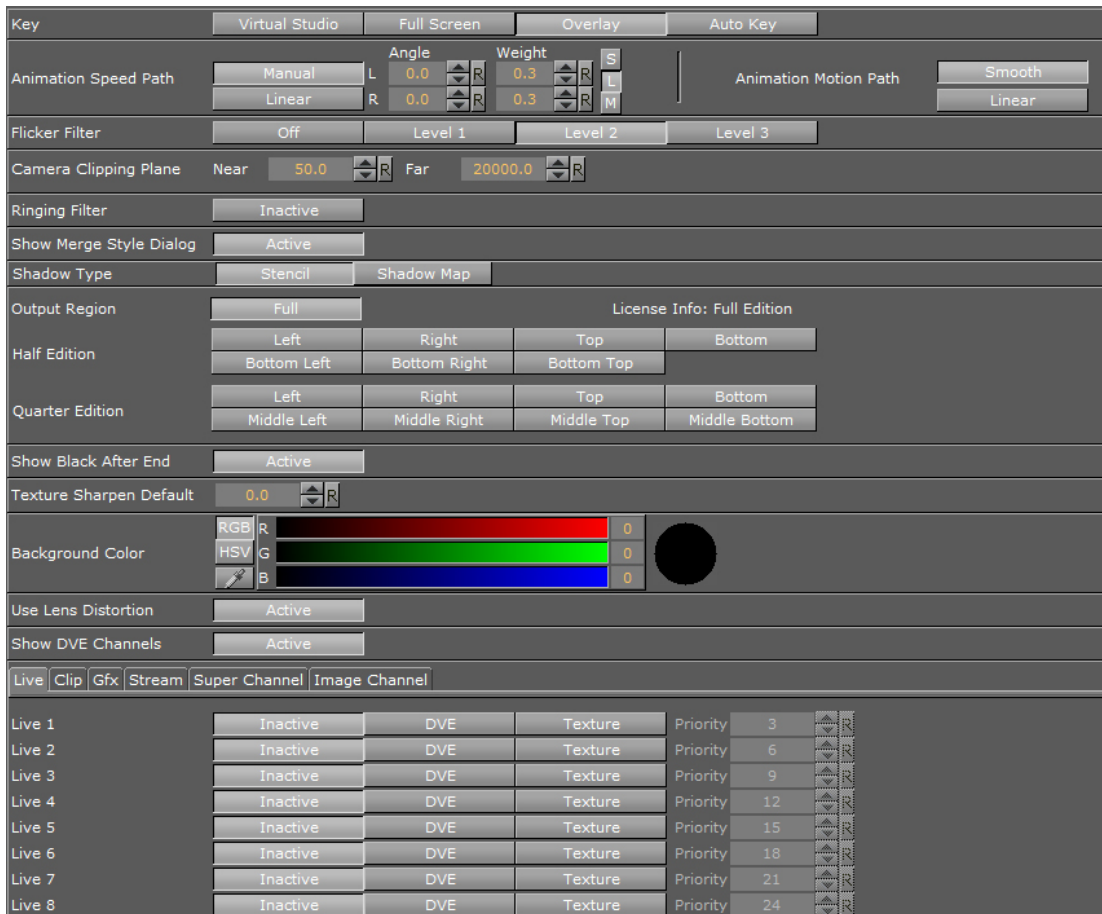 Key Virtual Studio Full Screen Overlay Auto Key
Angle Weight S
Animation Speed Path Manual L 0.0 R 0.3 R L Animation Motion Path Smooth
Linear R 0.0 R 0.3 R M Linear
Flicker Filter Off Level 1 Level 2 Level 3
Camera Clipping Plane Near 50.0 R Far 20000.0 R
Ringing Filter Inactive
Show Merge Style Dialog Active
Shadow Type Stencil Shadow Map
Output Region Full License Info: Full Edition
Half Edition Left Right Top Bottom
Bottom Left Bottom Right Bottom Top
Quarter Edition Left Right Top Bottom
Middle Left Middle Right Middle Top Middle Bottom
Show Black After End Active
Texture Sharpen Default 0.0 R
Background Color RGB R 0
HSV G 0
B 0
Use Lens Distortion Active
Show DVE Channels Active
Live Clip Gfx Stream Super Channel Image Channel
Live 1 Inactive DVE Texture Priority 3 R
Live 2 Inactive DVE Texture Priority 6 R
Live 3 Inactive DVE Texture Priority 9 R
Live 4 Inactive DVE Texture Priority 12 R
Live 5 Inactive DVE Texture Priority 15 R
Live 6 Inactive DVE Texture Priority 18 R
Live 7 Inactive DVE Texture Priority 21 R
Live 8 Inactive DVE Texture Priority 24 R